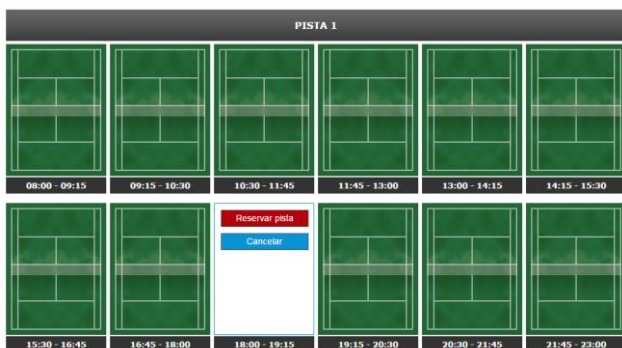 PISTA 1
08:00 - 09:15
09:15 - 10:30
10:30 - 11:45
11:45 - 13:00
13:00 - 14:15
14:15 - 15:30
Reservar pista
Cancelar
15:30 - 16:45
16:45 - 18:00
18:00 - 19:15
19:15 - 20:30
20:30 - 21:45
21:45 - 23:00